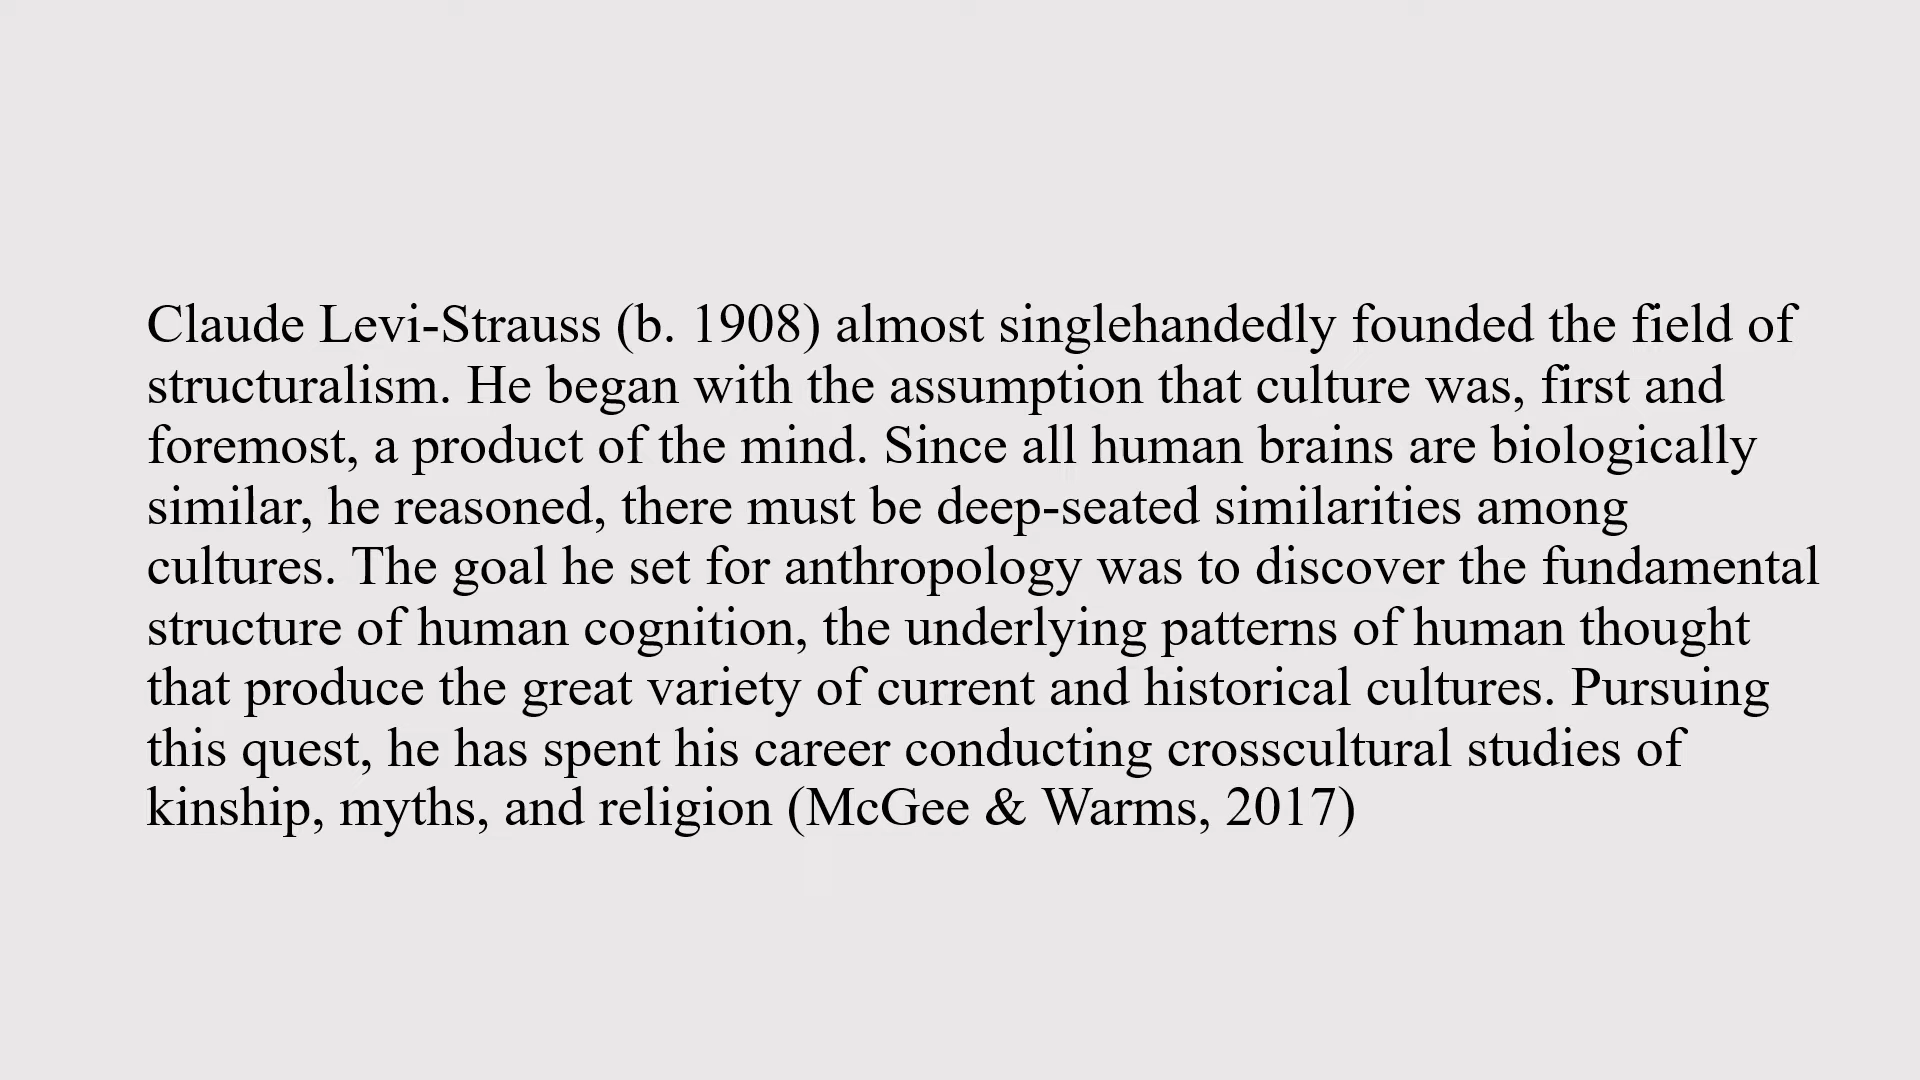 Claude Levi-Strauss (b. 1908) almost singlehandedly founded the field of
structuralism. He began with the assumption that culture was, first and
foremost, a product of the mind. Since all human brains are biologically
similar, he reasoned, there must be deep-seated similarities among
cultures. The goal he set for anthropology was to discover the fundamental
structure of human cognition, the underlying patterns of human thought
that produce the great variety of current and historical cultures. Pursuing
this quest, he has spent his career conducting crosscultural studies of
kinship, myths, and religion (McGee & Warms, 2017)